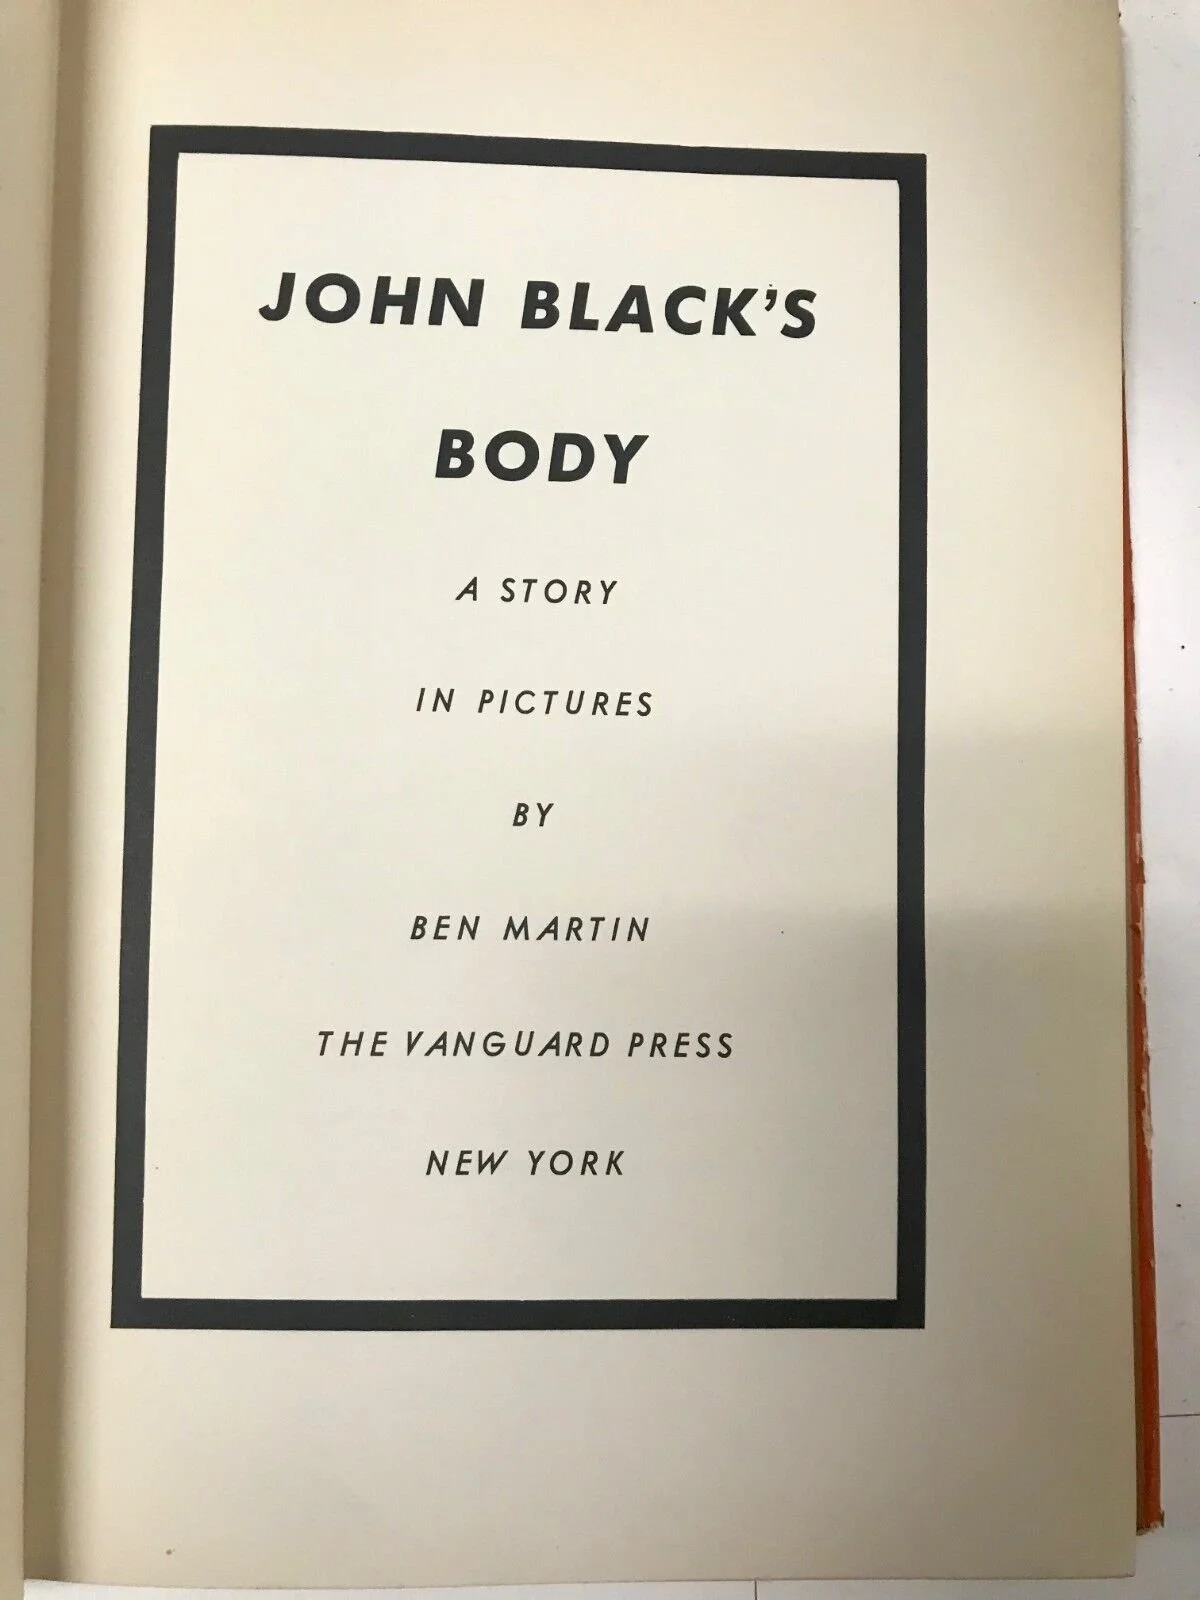 JOHN BLACK'S
BODY
A STORY
IN PICTURES
BY
BEN MARTIN
THE VANGUARD PRESS
NEW YORK